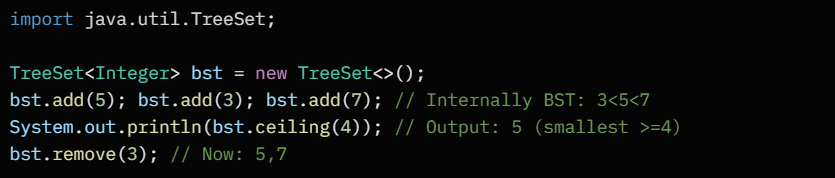 import java.util.TreeSet;

TreeSet<Integer> bst = new TreeSet<>();
bst.add(5); bst.add(3); bst.add(7); // Internally BST: 3<5<7
System.out.println(bst.ceiling(4)); // Output: 5 (smallest >=4)
bst.remove(3); // Now: 5,7